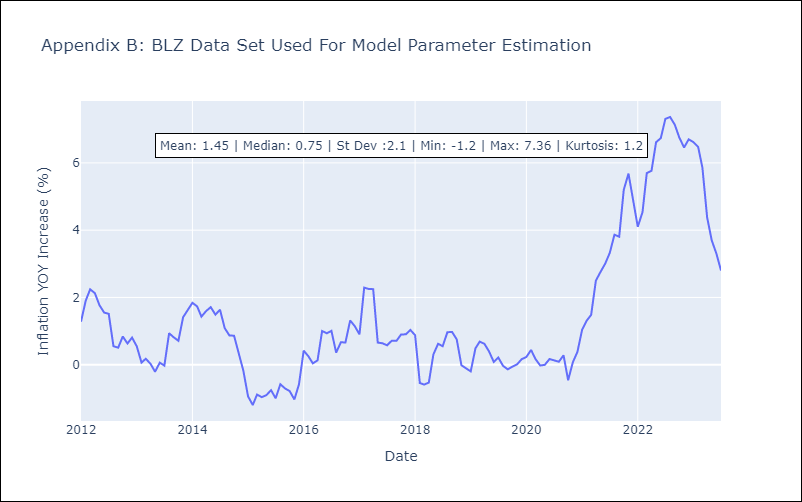 Appendix B: BLZ Data Set Used For Model Parameter Estimation
Mean: 1.45 | Median: 0.75 | St Dev :2.1 | Min: -1.2 | Max: 7.36 | Kurtosis: 1.2
Inflation YOY Increase (%)
6
4
2
0
2012 2014 2016 2018 2020 2022
Date